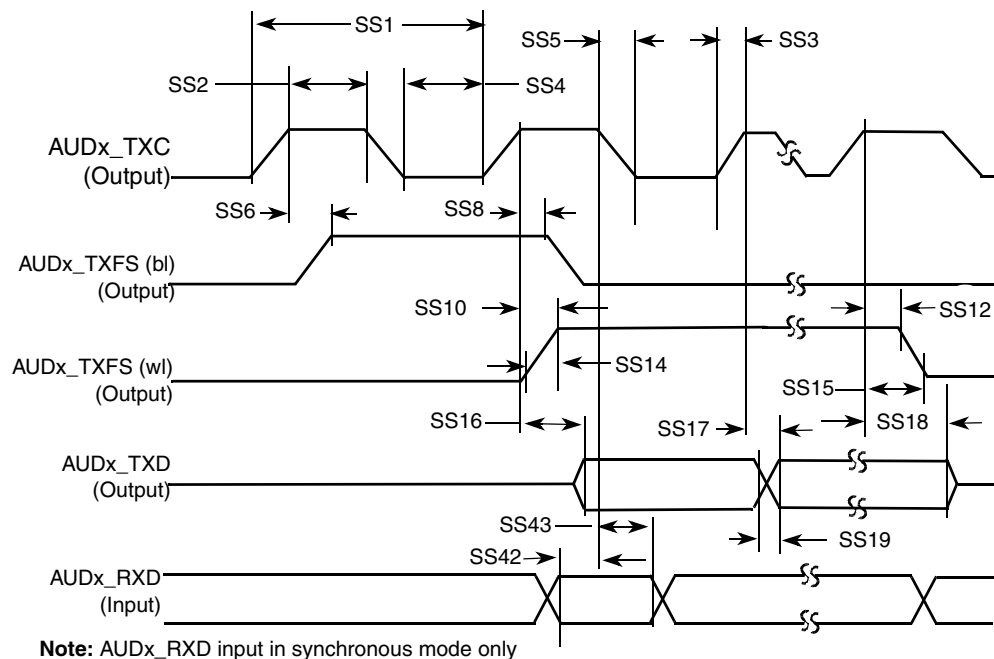 SS1
SS5
SS3
SS2
SS4
AUDx_TXC
(Output)
SS6
SS8
AUDx_TXFS (bl)
(Output)
SS10
SS12
AUDx_TXFS (wl)
(Output)
SS14
SS15
SS16
SS17
SS18
AUDx_TXD
(Output)
SS43
SS42
SS19
AUDx_RXD
(Input)
Note: AUDx_RXD input in synchronous mode only